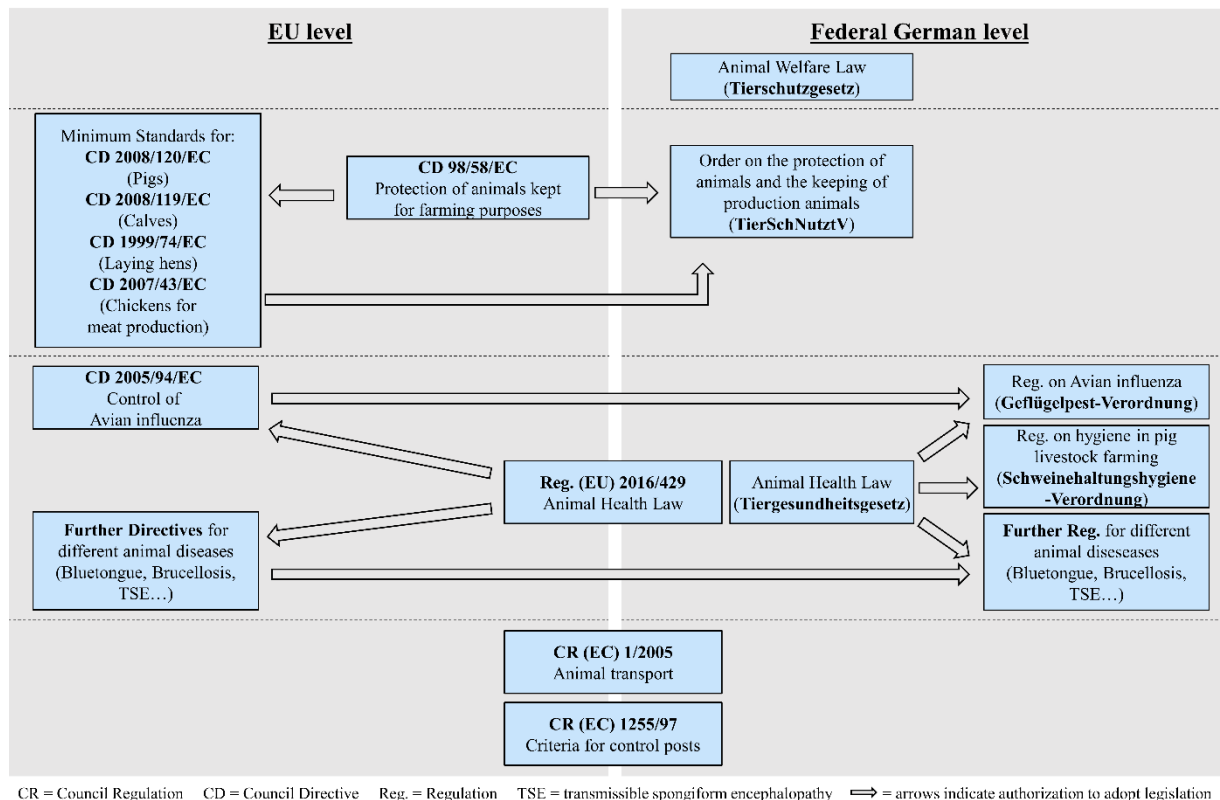 EU level
Federal German level
Animal Welfare Law
(Tierschutzgesetz)
Minimum Standards for:
CD 2008/120/EC
(Pigs)
CD 2008/119/EC
(Calves)
CD 1999/74/EC
(Laying hens)
CD 2007/43/EC
(Chickens for
meat production)
CD 98/58/EC
Protection of animals kept
for farming purposes
Order on the protection of
animals and the keeping of
production animals
(TierSchNutztV)
CD 2005/94/EC
Control of
Avian influenza
Reg. on Avian influenza
(Geflügelpest-Verordnung)
Reg. on hygiene in pig
livestock farming
(Schweinehaltungshygiene
-Verordnung)
Reg. (EU) 2016/429
Animal Health Law
Animal Health Law
(Tiergesundheitsgesetz)
Further Directives for
different animal diseases
(Bluetongue, Brucellosis,
TSE…)
Further Reg. for different
animal diseseases
(Bluetongue, Brucellosis,
TSE…)
CR (EC) 1/2005
Animal transport
CR (EC) 1255/97
Criteria for control posts
CR = Council Regulation CD = Council Directive Reg. = Regulation TSE = transmissible spongiform encephalopathy ⇨ = arrows indicate authorization to adopt legislation